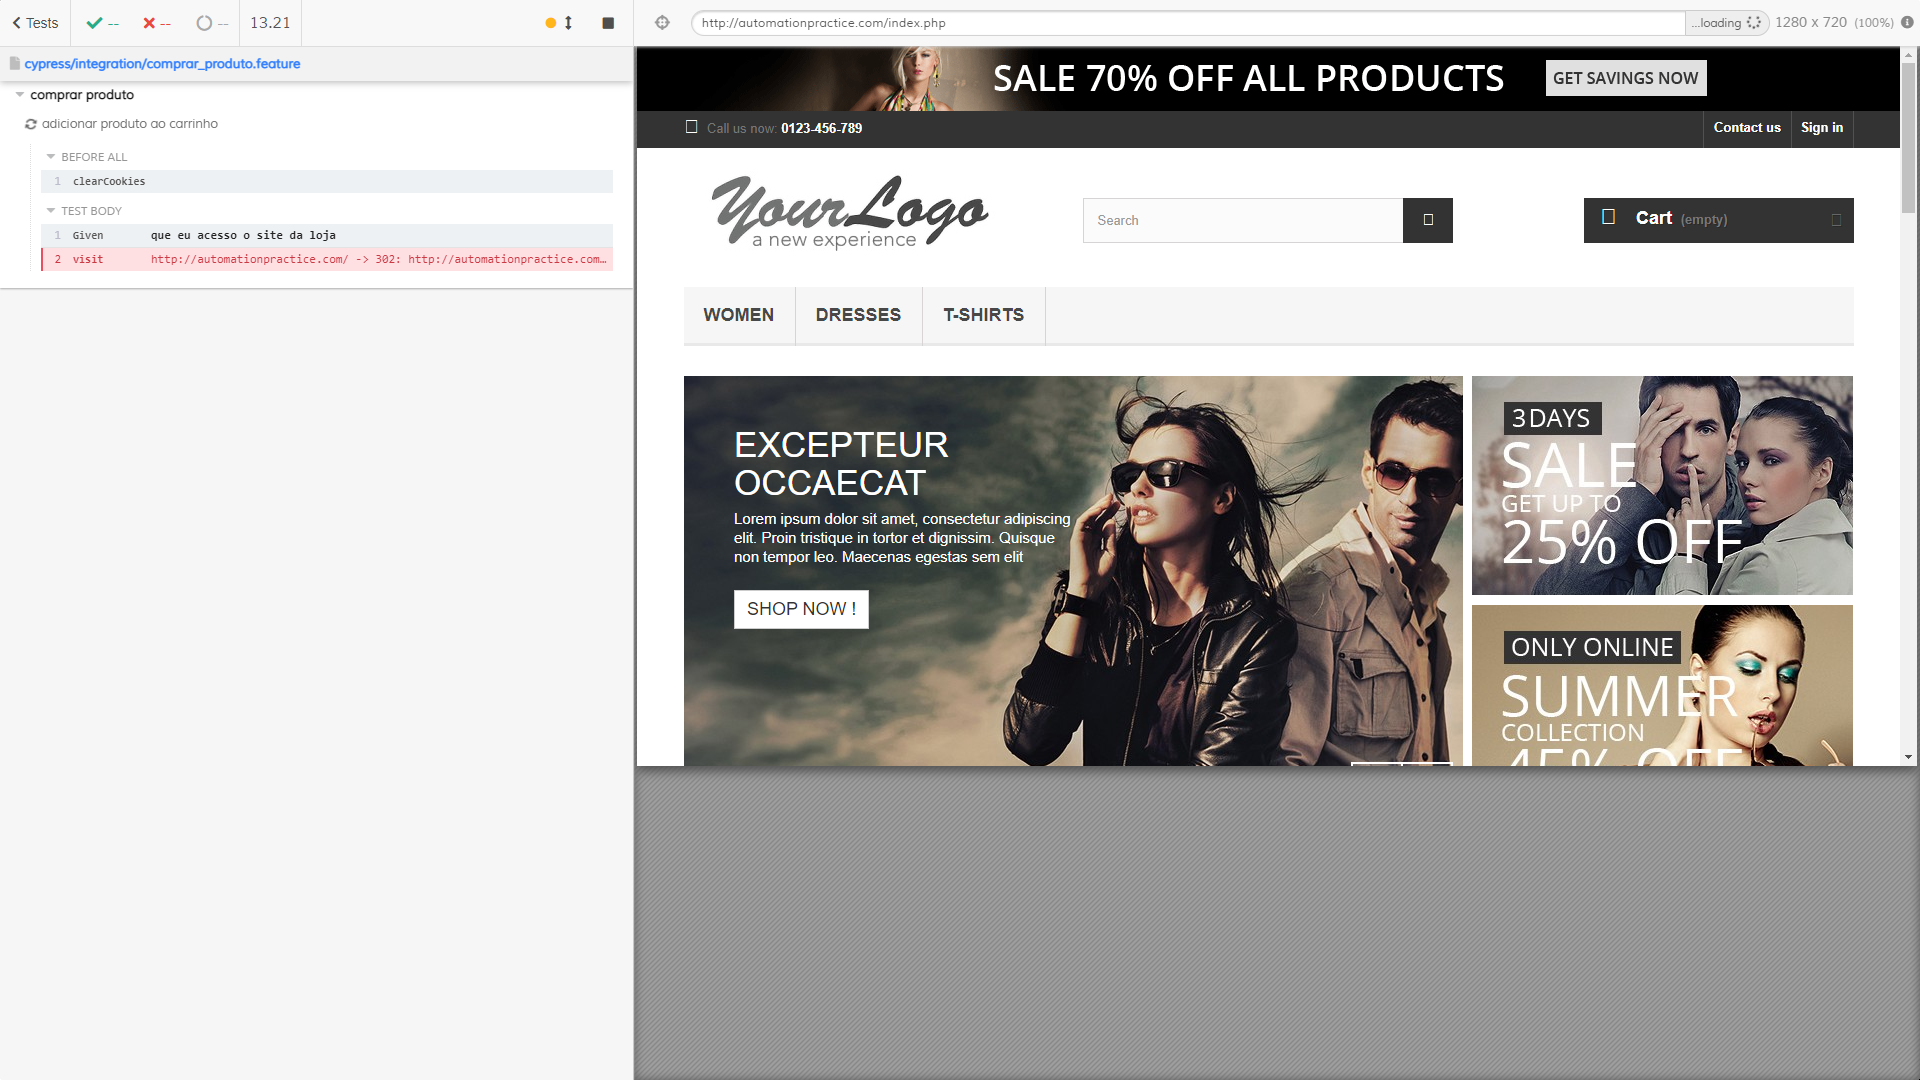 Tests
--
--
--
13.21
cypress/integration/comprar_produto.feature
comprar produto
adicionar produto ao carrinho
BEFORE ALL
1 clearCookies
TEST BODY
1 Given que eu acesso o site da loja
2 visit http://automationpractice.com/ -> 302: http://automationpractice.com…
http://automationpractice.com/index.php
...loading
1280 x 720 (100%)
SALE 70% OFF ALL PRODUCTS
GET SAVINGS NOW
Call us now: 0123-456-789
Contact us
Sign in
YourLogo
a new experience
Search
Cart (empty)
WOMEN
DRESSES
T-SHIRTS
EXCEPTEUR
OCCAECAT
Lorem ipsum dolor sit amet, consectetur adipiscing
elit. Proin tristique in tortor et dignissim. Quisque
non tempor leo. Maecenas egestas sem elit
SHOP NOW !
3 DAYS
SALE
GET UP TO
25% OFF
ONLY ONLINE
SUMMER
COLLECTION
45% OFF